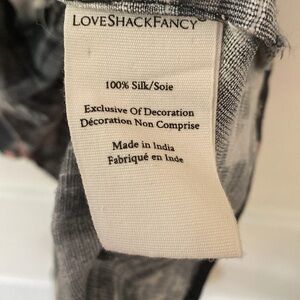 LoveShackFancy
100% Silk/Soie
Exclusive Of Decoration
Décoration Non Comprise
Made in India
Fabriqué en Inde